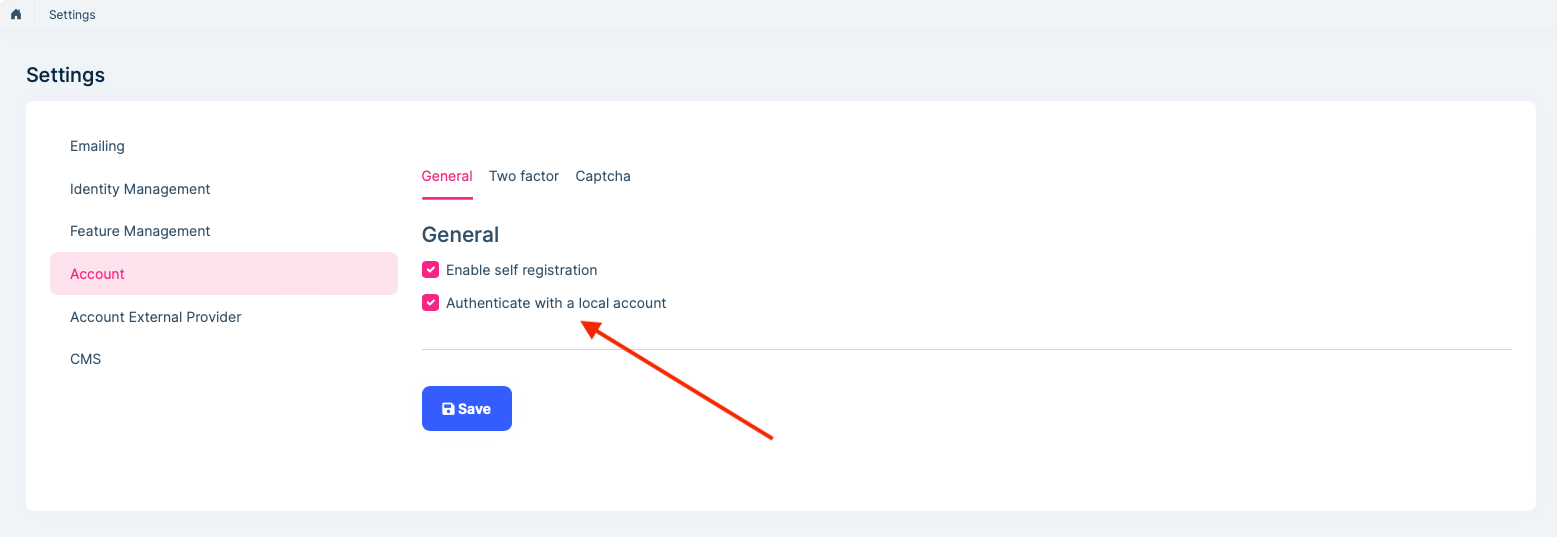 Settings
Settings
Emailing
Identity Management
Feature Management
Account
Account External Provider
CMS
General Two factor Captcha
General
Enable self registration
Authenticate with a local account
Save